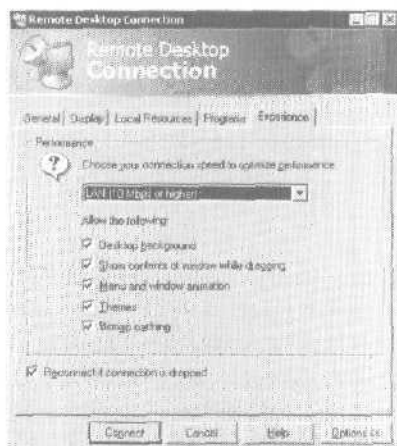 Remote Desktop Connection
Remote Desktop
Connection
General Display Local Resources Programs Experience
Performance
Choose your connection speed to optimize performance
LAN (10 Mbps or higher)
Allow the following:
Desktop background
Show contents of window while dragging
Menu and window animation
Themes
Bitmap caching
Reconnect if connection is dropped
Connect Cancel Help Options <<